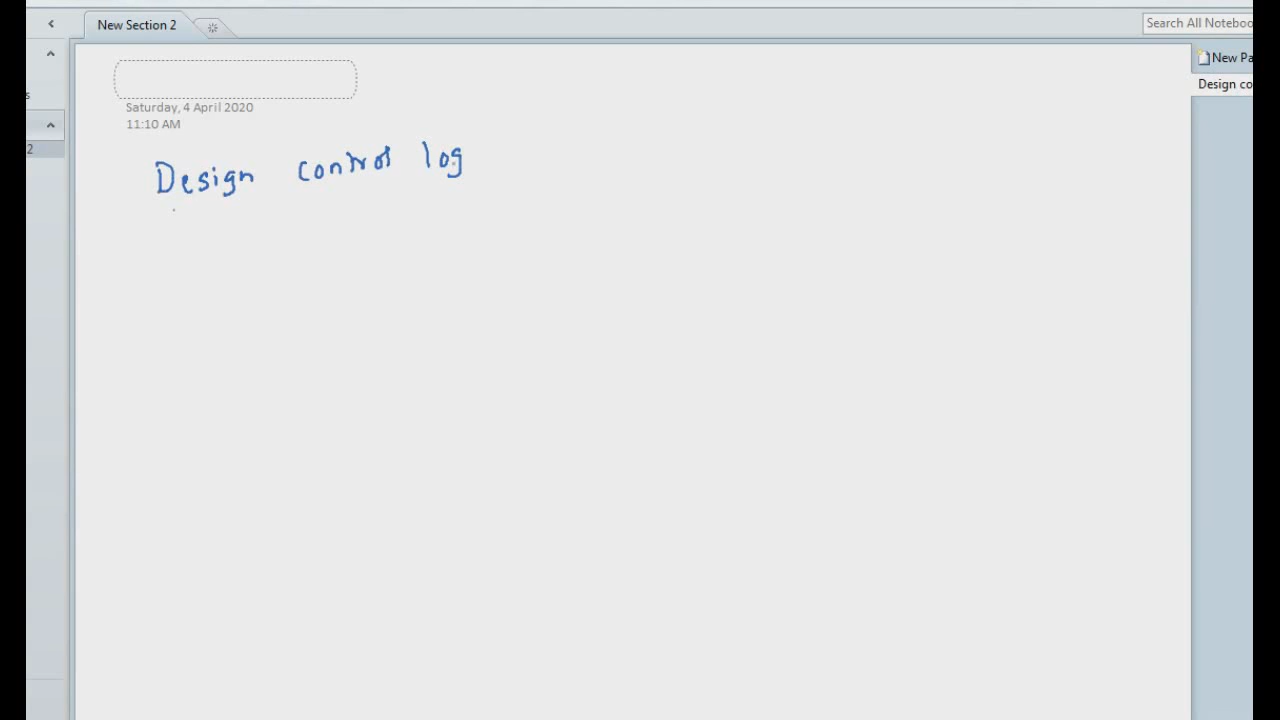 New Section 2
Search All Noteboo
New Pa
Design co
s
2
Saturday, 4 April 2020
11:10 AM
Design control log